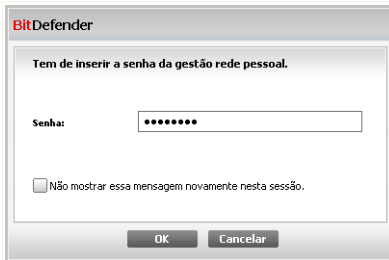 BitDefender
Tem de inserir a senha da gestão rede pessoal.
Senha: ••••••••
Não mostrar essa mensagem novamente nesta sessão.
OK Cancelar